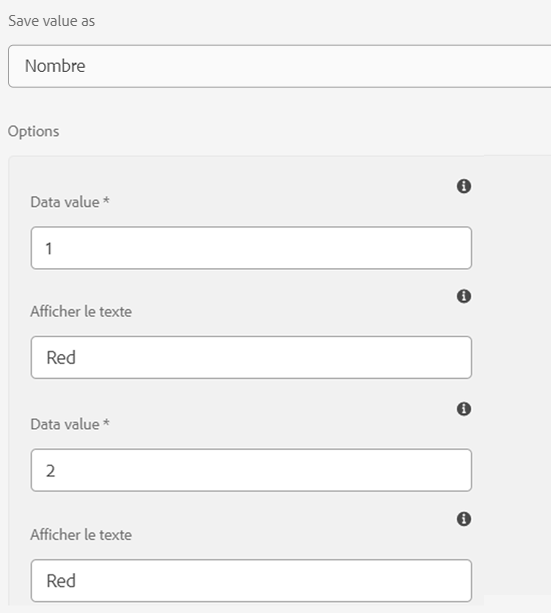 Save value as
Nombre
Options
Data value *
1
Afficher le texte
Red
Data value *
2
Afficher le texte
Red